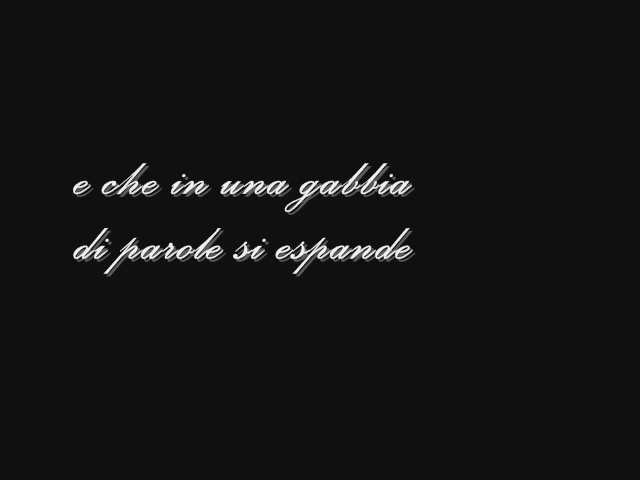 e che in una gabbia
di parole si espande